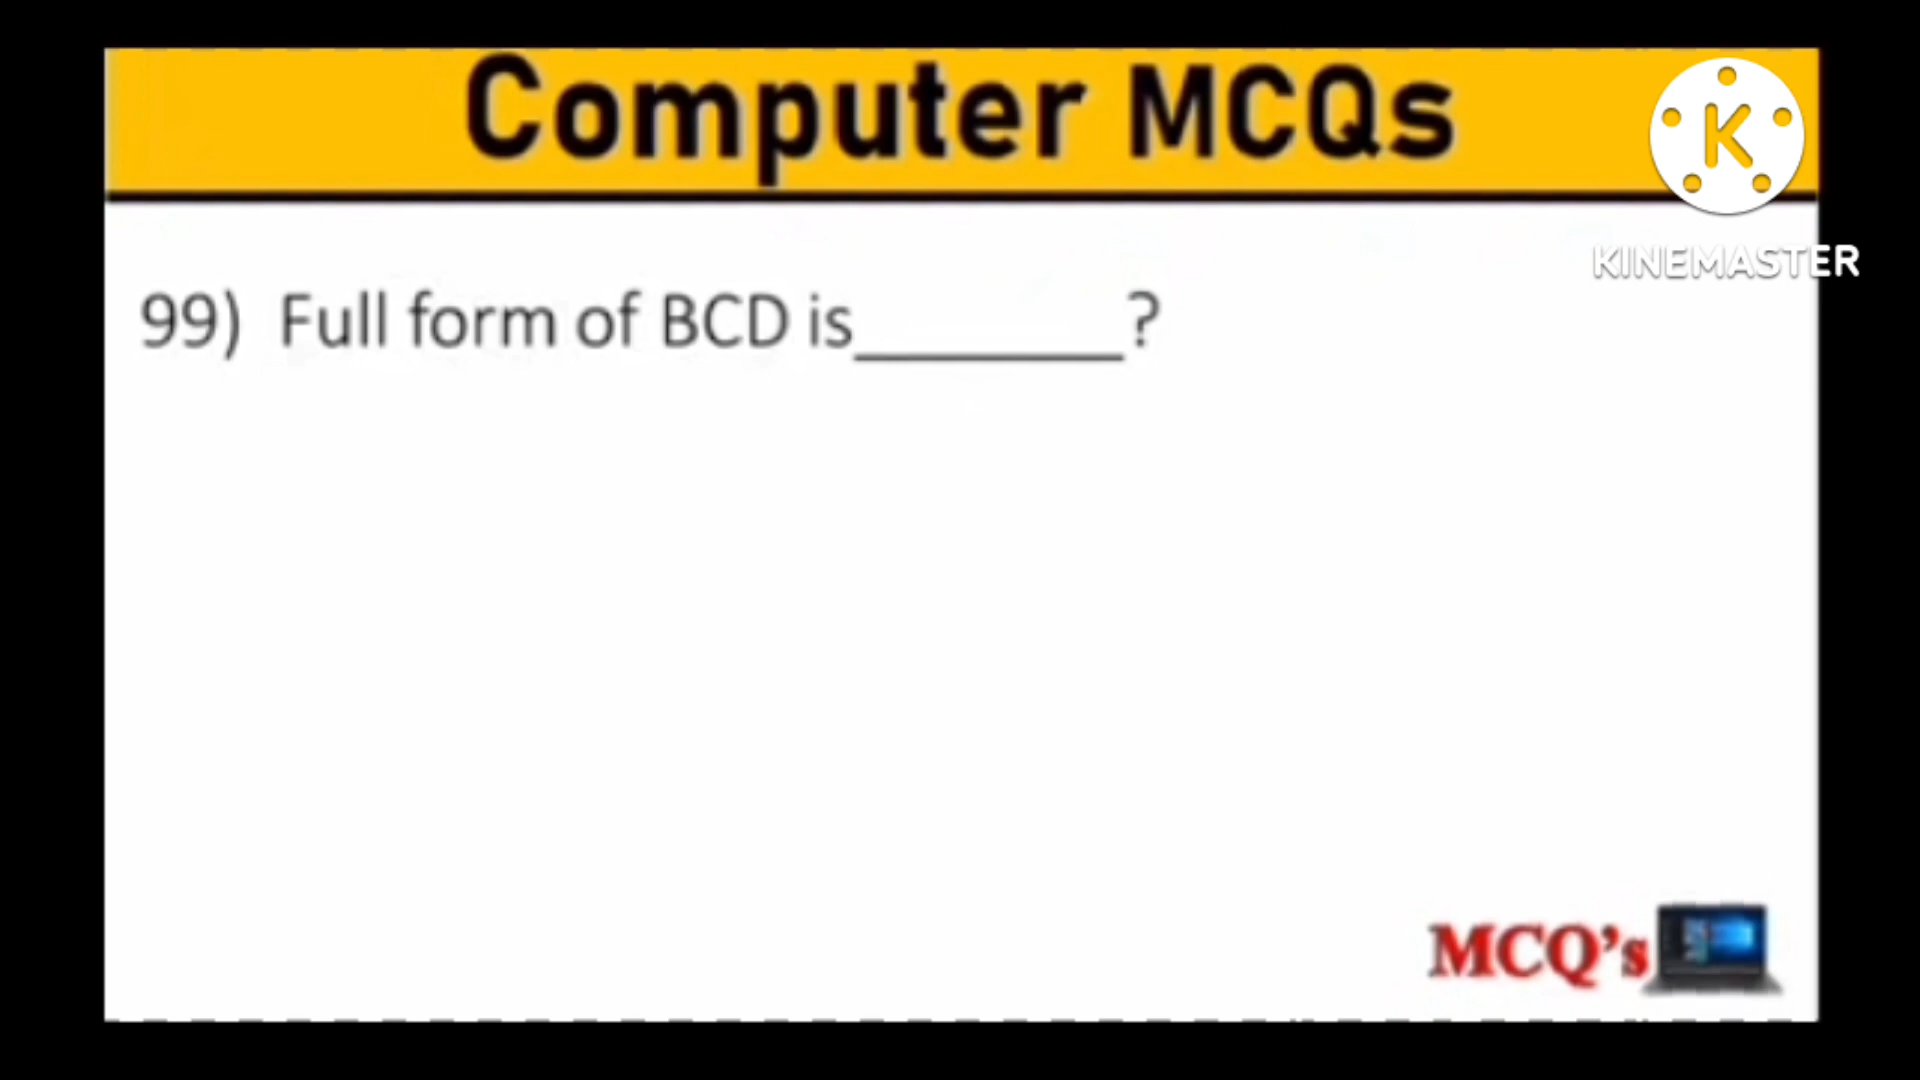 Computer MCQs
K
KINEMASTER
99) Full form of BCD is________?
MCQ's